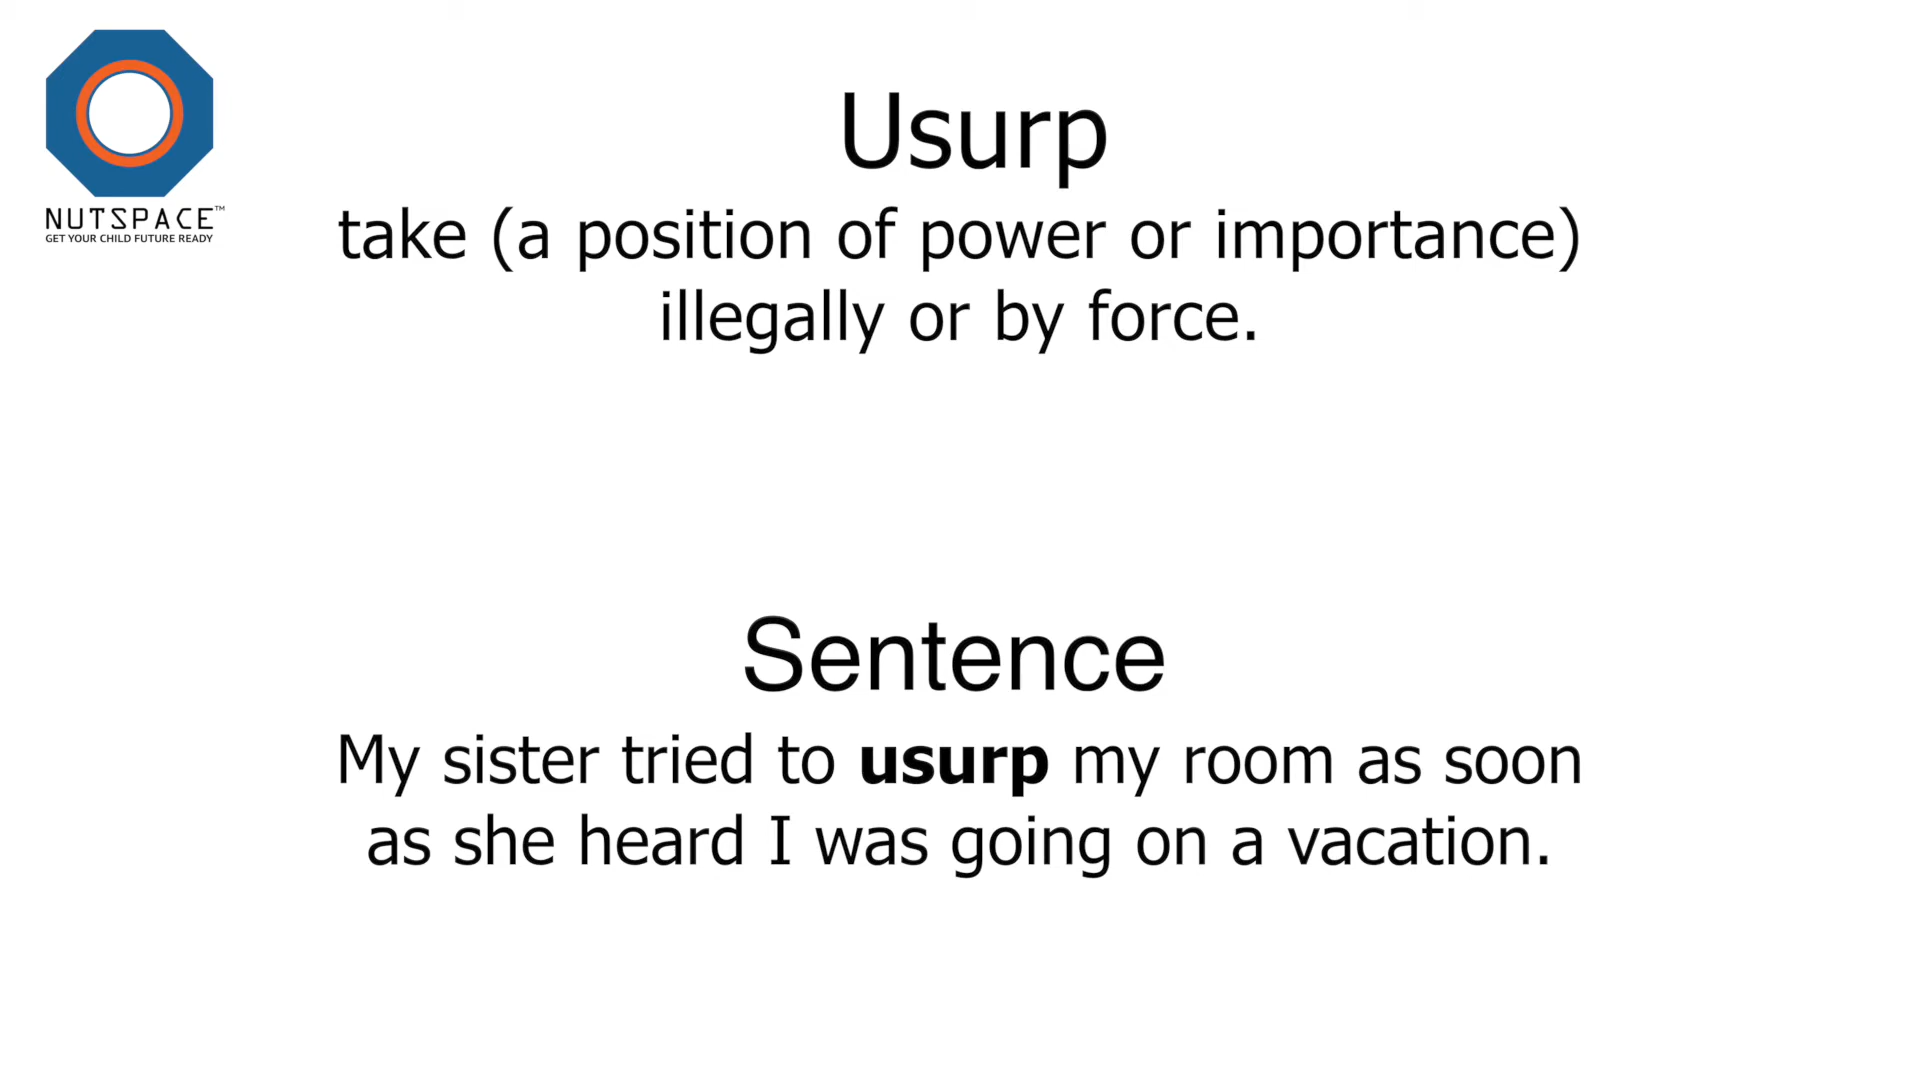 NUTSPACE™
GET YOUR CHILD FUTURE READY
Usurp
take (a position of power or importance)
illegally or by force.
Sentence
My sister tried to usurp my room as soon
as she heard I was going on a vacation.